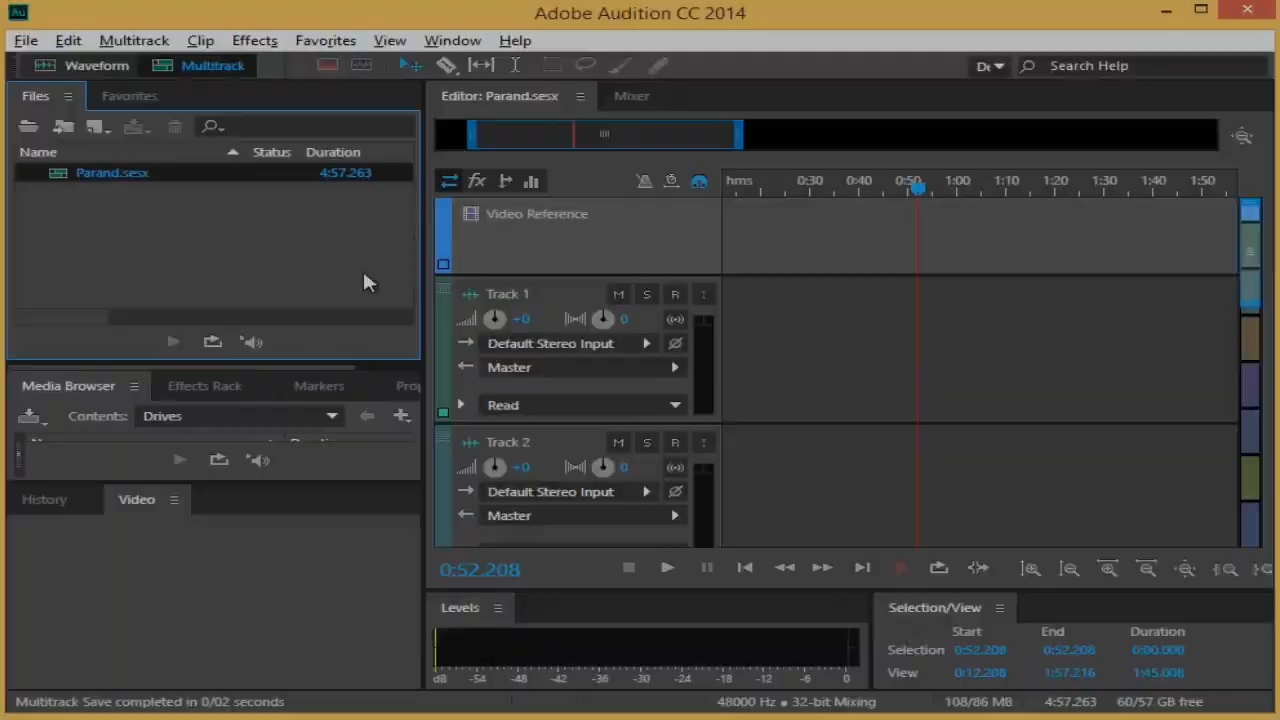 Au Adobe Audition CC 2014
File Edit Multitrack Clip Effects Favorites View Window Help
Waveform Multitrack De Search Help
Files Favorites
Name Status Duration
Parand.sesx 4:57.263
Media Browser Effects Rack Markers Prop
Contents: Drives
History Video
Editor: Parand.sesx Mixer
fx hms 0:30 0:40 0:50 1:00 1:10 1:20 1:30 1:40 1:50
Video Reference
Track 1 M S R I
+0 0
Default Stereo Input
Master
Read
Track 2 M S R I
+0 0
Default Stereo Input
Master
0:52.208
Levels
dB -54 -48 -42 -36 -30 -24 -18 -12 -6 0
Selection/View
Start End Duration
Selection 0:52.208 0:52.208 0:00.000
View 0:12.208 1:57.216 1:45.008
Multitrack Save completed in 0/02 seconds 48000 Hz ● 32-bit Mixing 108/86 MB 4:57.263 60/57 GB free